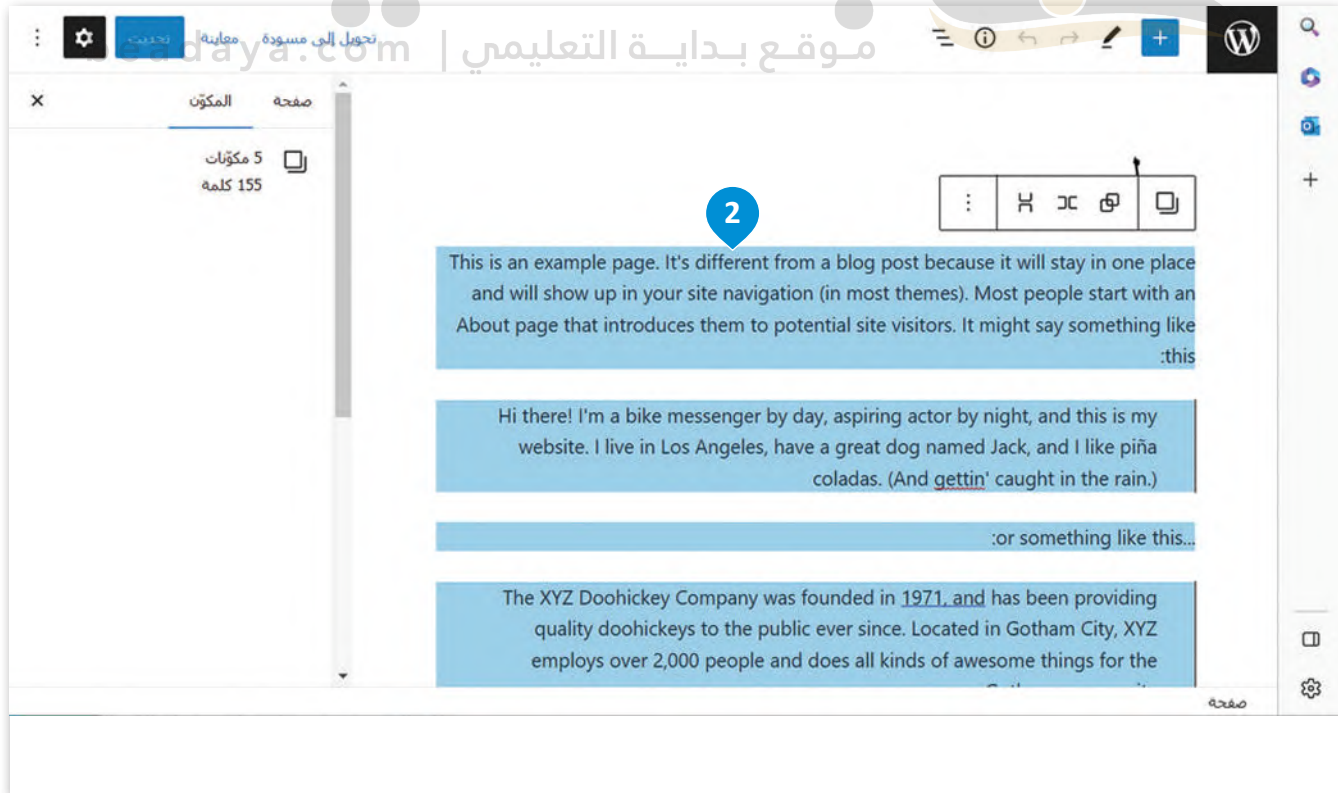 تحويل إلى مسودة
معاينة
تحديث
موقع بداية التعليمي | beadaya.com
صفحة
المكوّن
5 مكوّنات
155 كلمة
2
This is an example page. It's different from a blog post because it will stay in one place
and will show up in your site navigation (in most themes). Most people start with an
About page that introduces them to potential site visitors. It might say something like
:this
Hi there! I'm a bike messenger by day, aspiring actor by night, and this is my
website. I live in Los Angeles, have a great dog named Jack, and I like piña
coladas. (And gettin' caught in the rain.)
:or something like this...
The XYZ Doohickey Company was founded in 1971, and has been providing
quality doohickeys to the public ever since. Located in Gotham City, XYZ
employs over 2,000 people and does all kinds of awesome things for the
صفحة